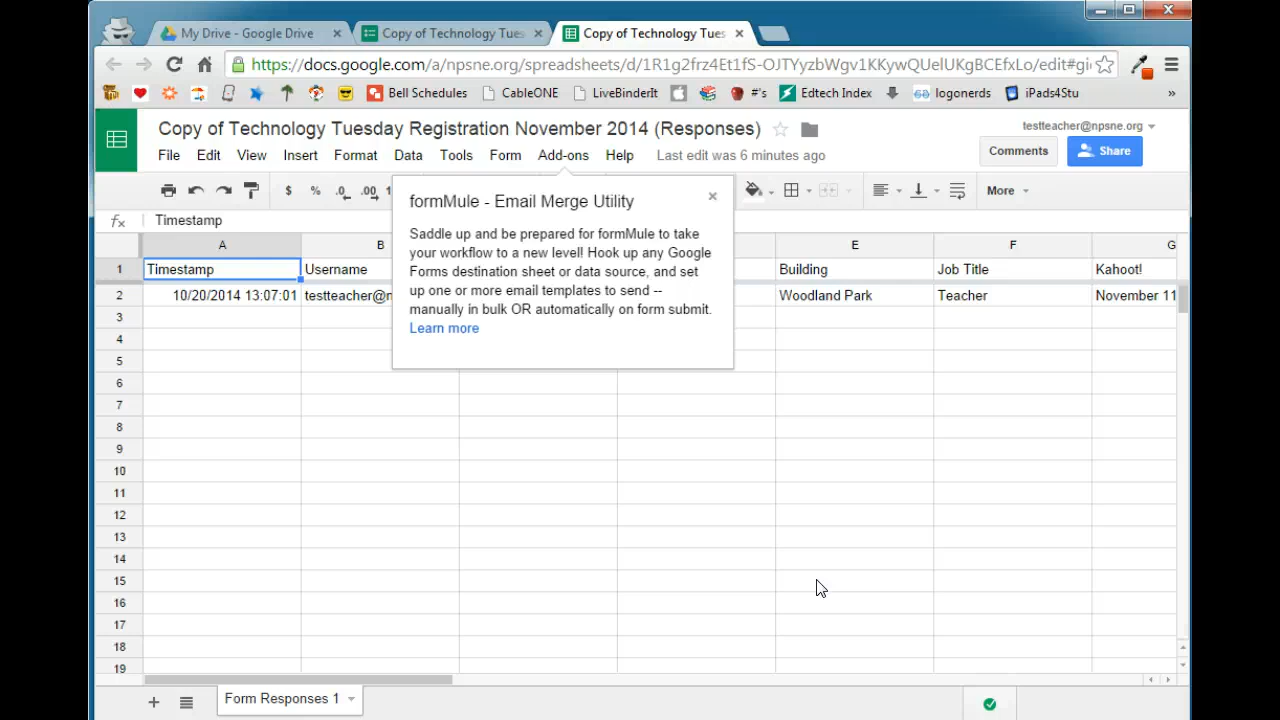 My Drive - Google Drive
Copy of Technology Tues
Copy of Technology Tues
https://docs.google.com/a/npsne.org/spreadsheets/d/1R1g2frz4Et1fS-OJTYyzbWgv1KKywQUelUKgBCEfxLo/edit#gi
Bell Schedules CableONE LiveBinderIt #'s Edtech Index logonerds iPads4Stu »
Copy of Technology Tuesday Registration November 2014 (Responses)
testteacher@npsne.org
File Edit View Insert Format Data Tools Form Add-ons Help Last edit was 6 minutes ago
Comments Share
$ % .0 .00 1 More
fx Timestamp
formMule - Email Merge Utility
Saddle up and be prepared for formMule to take
your workflow to a new level! Hook up any Google
Forms destination sheet or data source, and set
up one or more email templates to send --
manually in bulk OR automatically on form submit.
Learn more
A B E F G
1 Timestamp Username Building Job Title Kahoot!
2 10/20/2014 13:07:01 testteacher@n Woodland Park Teacher November 11
3
4
5
6
7
8
9
10
11
12
13
14
15
16
17
18
19
+ Form Responses 1